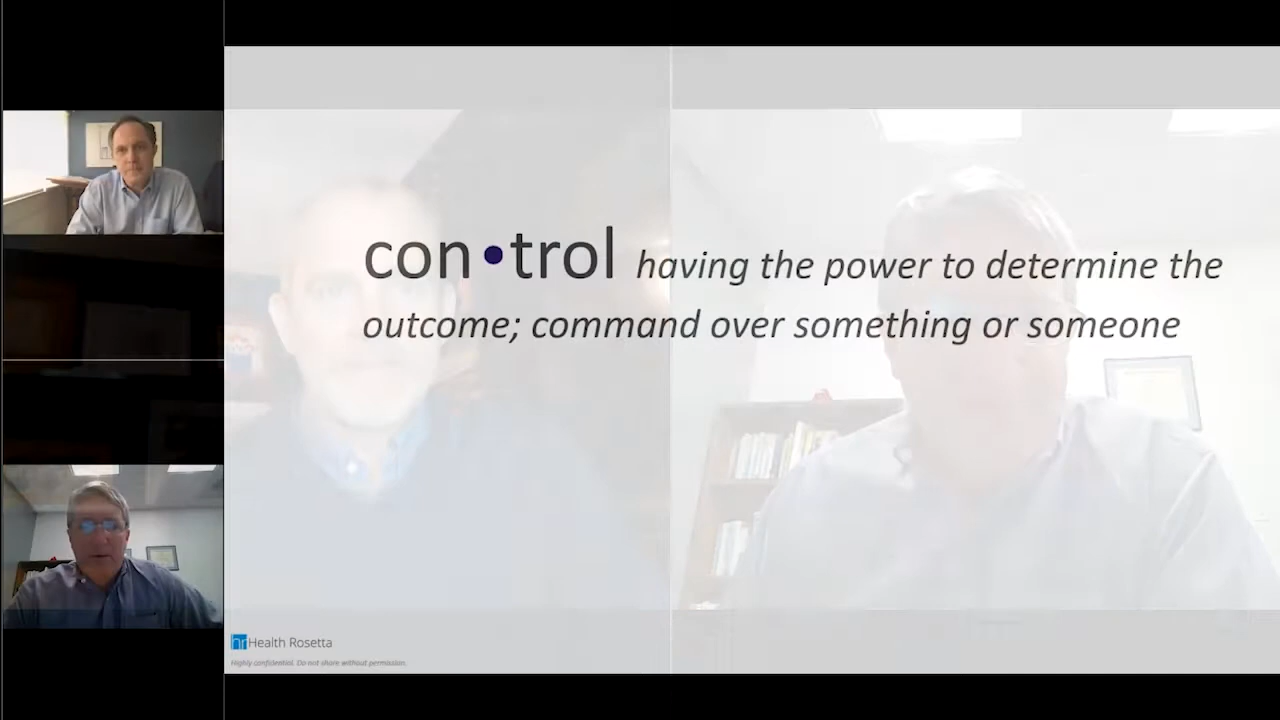 con•trol having the power to determine the
outcome; command over something or someone
hr Health Rosetta
Highly confidential. Do not share without permission.